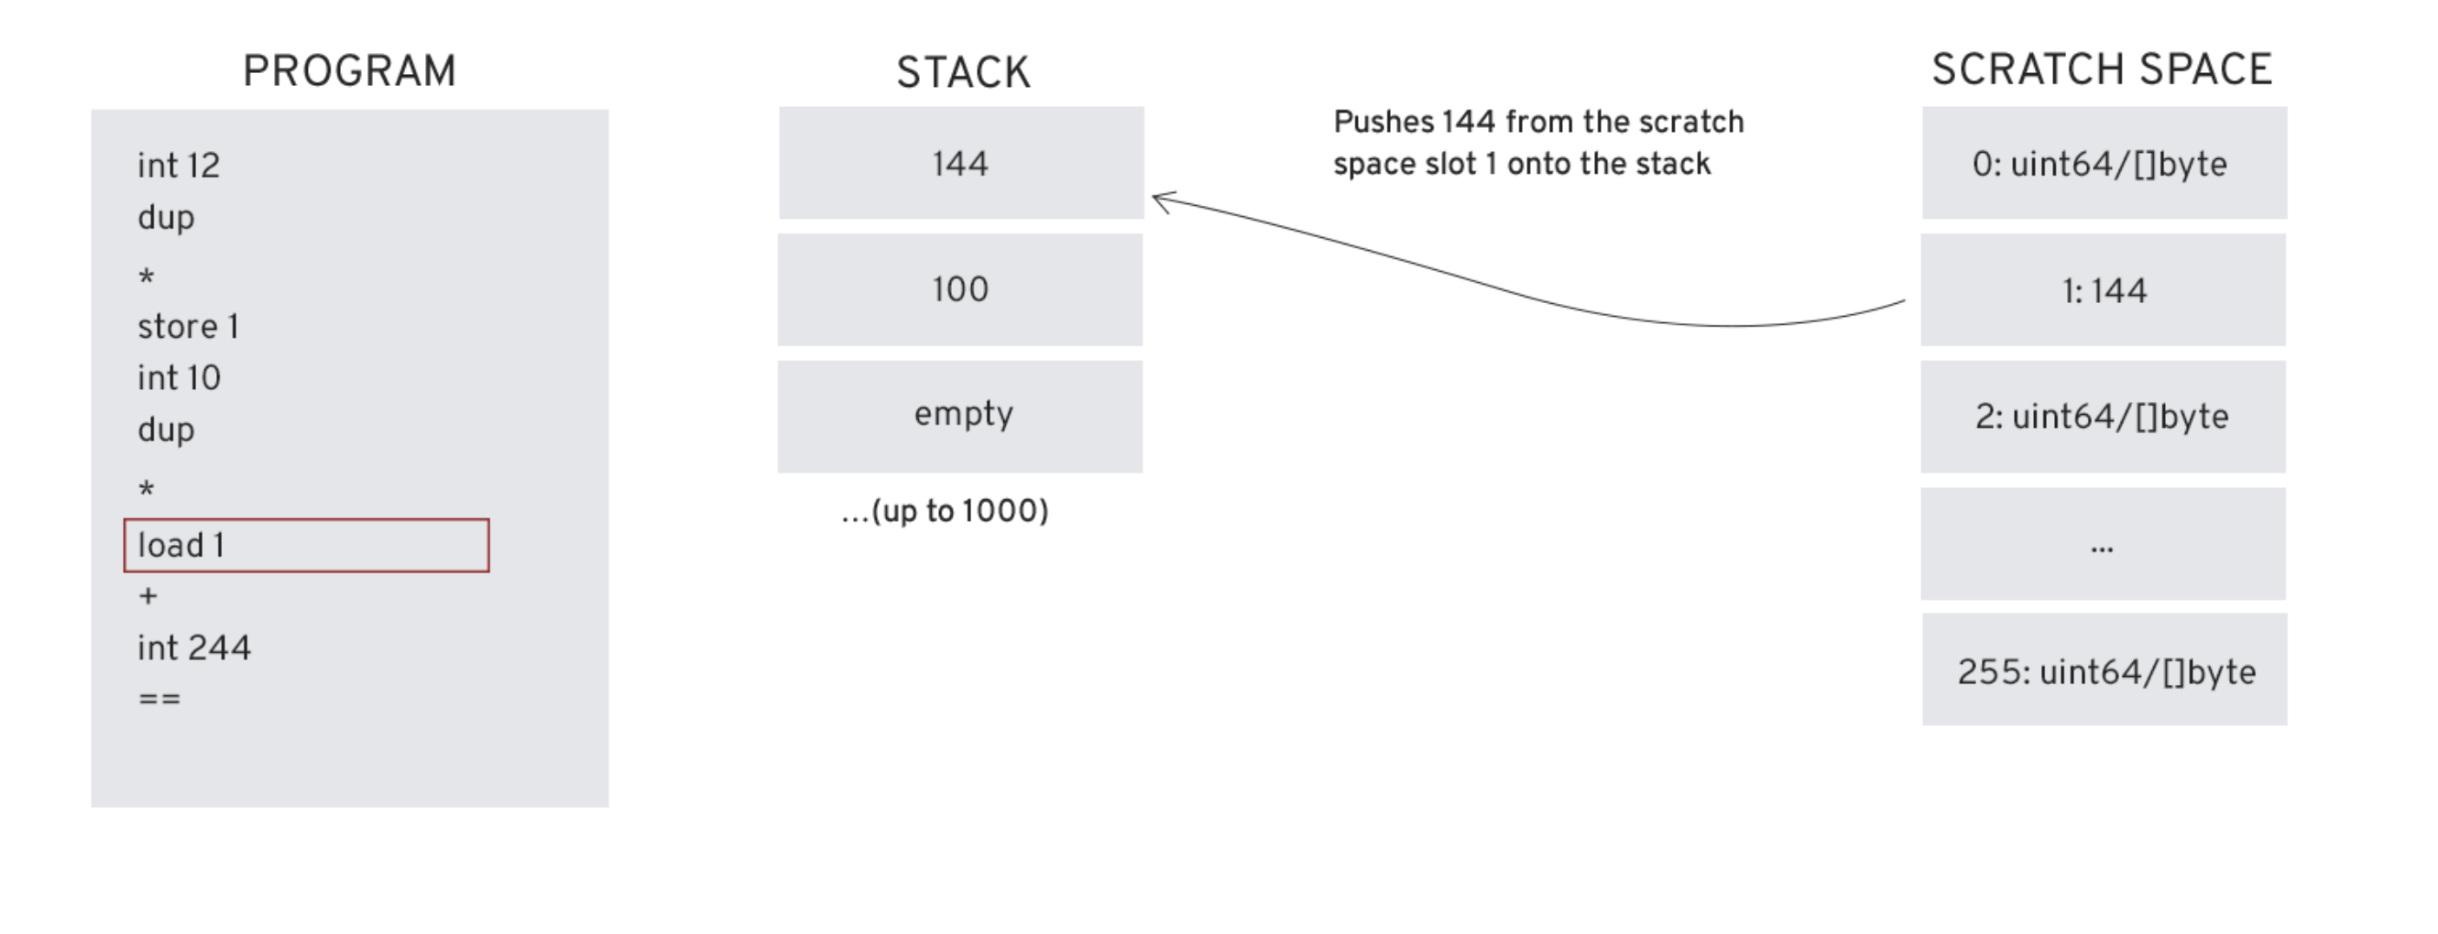 PROGRAM
int 12
dup
*
store 1
int 10
dup
*
load 1
+
int 244
==
STACK
144
100
empty
...(up to 1000)
Pushes 144 from the scratch
space slot 1 onto the stack
SCRATCH SPACE
0: uint64/[]byte
1: 144
2: uint64/[]byte
...
255: uint64/[]byte